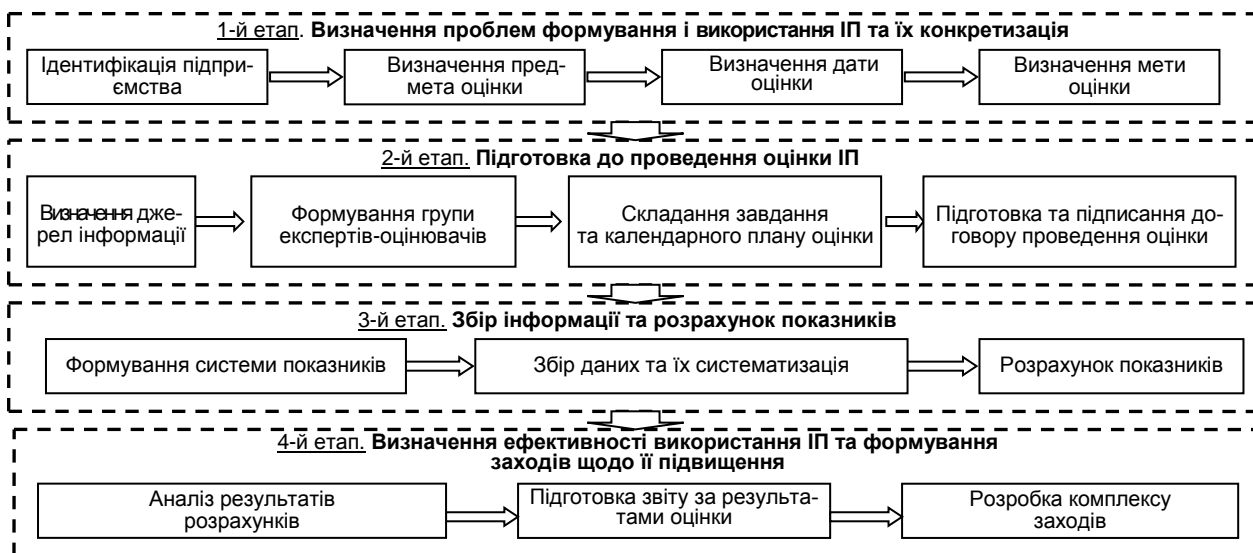 1-й етап. Визначення проблем формування і використання ІП та їх конкретизація
Ідентифікація підпри-
ємства
Визначення пред-
мета оцінки
Визначення дати
оцінки
Визначення мети
оцінки
2-й етап. Підготовка до проведення оцінки ІП
Визначення дже-
рел інформації
Формування групи
експертів-оцінювачів
Складання завдання
та календарного плану оцінки
Підготовка та підписання до-
говору проведення оцінки
3-й етап. Збір інформації та розрахунок показників
Формування системи показників
Збір даних та їх систематизація
Розрахунок показників
4-й етап. Визначення ефективності використання ІП та формування
заходів щодо її підвищення
Аналіз результатів
розрахунків
Підготовка звіту за результа-
тами оцінки
Розробка комплексу
заходів